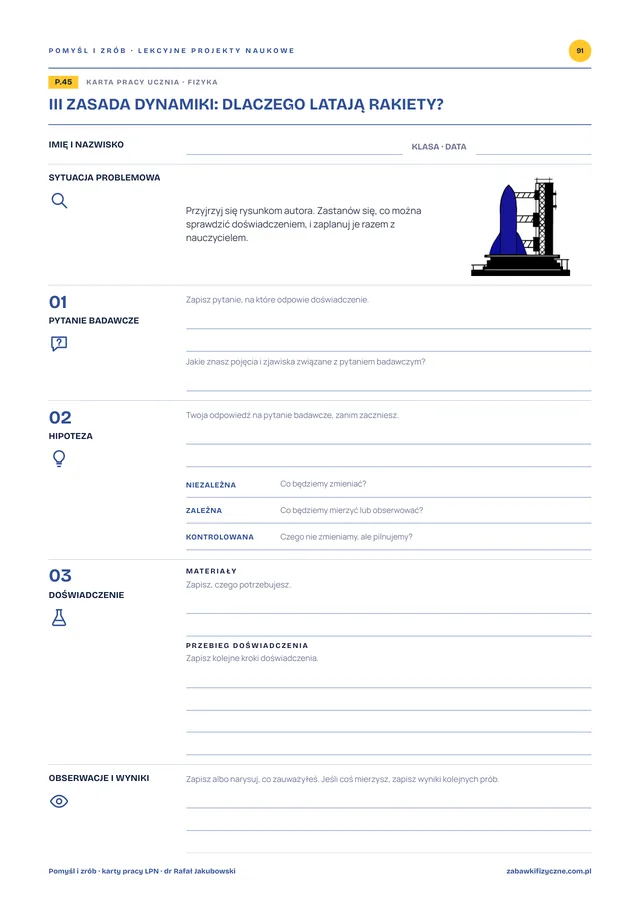 POMYŚL I ZRÓB · LEKCYJNE PROJEKTY NAUKOWE
91
P.45 KARTA PRACY UCZNIA · FIZYKA
III ZASADA DYNAMIKI: DLACZEGO LATAJĄ RAKIETY?
IMIĘ I NAZWISKO
KLASA · DATA
SYTUACJA PROBLEMOWA
Przyjrzyj się rysunkom autora. Zastanów się, co można
sprawdzić doświadczeniem, i zaplanuj je razem z
nauczycielem.
01
PYTANIE BADAWCZE
Zapisz pytanie, na które odpowie doświadczenie.
Jakie znasz pojęcia i zjawiska związane z pytaniem badawczym?
02
HIPOTEZA
Twoja odpowiedź na pytanie badawcze, zanim zaczniesz.
NIEZALEŻNA Co będziemy zmieniać?
ZALEŻNA Co będziemy mierzyć lub obserwować?
KONTROLOWANA Czego nie zmieniamy, ale pilnujemy?
03
DOŚWIADCZENIE
MATERIAŁY
Zapisz, czego potrzebujesz.
PRZEBIEG DOŚWIADCZENIA
Zapisz kolejne kroki doświadczenia.
OBSERWACJE I WYNIKI
Zapisz albo narysuj, co zauważyłeś. Jeśli coś mierzysz, zapisz wyniki kolejnych prób.
Pomyśl i zrób · karty pracy LPN · dr Rafał Jakubowski
zabawkifizyczne.com.pl